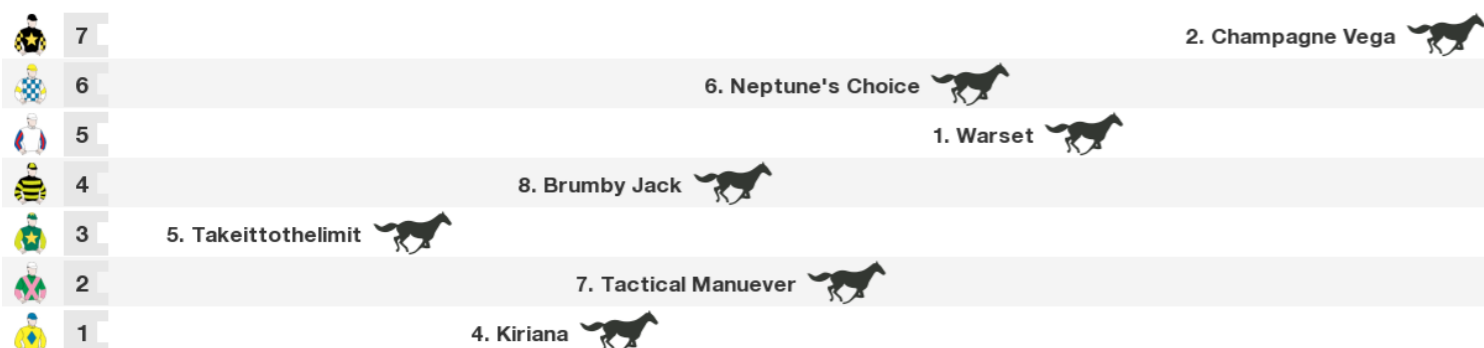 7 2. Champagne Vega
6 6. Neptune's Choice
5 1. Warset
4 8. Brumby Jack
3 5. Takeittothelimit
2 7. Tactical Manuever
1 4. Kiriana